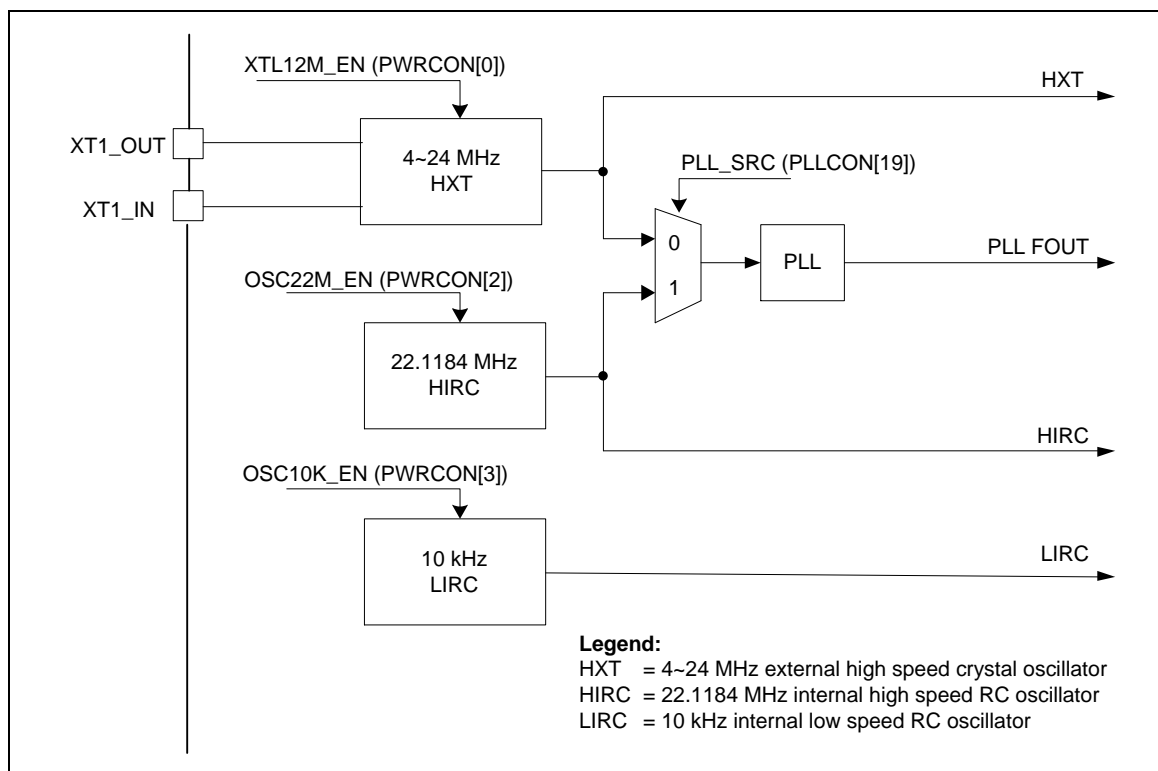 XTL12M_EN (PWRCON[0])
HXT
XT1_OUT
4~24 MHz
HXT
PLL_SRC (PLLCON[19])
XT1_IN
0
PLL
PLL FOUT
1
OSC22M_EN (PWRCON[2])
22.1184 MHz
HIRC
HIRC
OSC10K_EN (PWRCON[3])
10 kHz
LIRC
LIRC
Legend:
HXT = 4~24 MHz external high speed crystal oscillator
HIRC = 22.1184 MHz internal high speed RC oscillator
LIRC = 10 kHz internal low speed RC oscillator